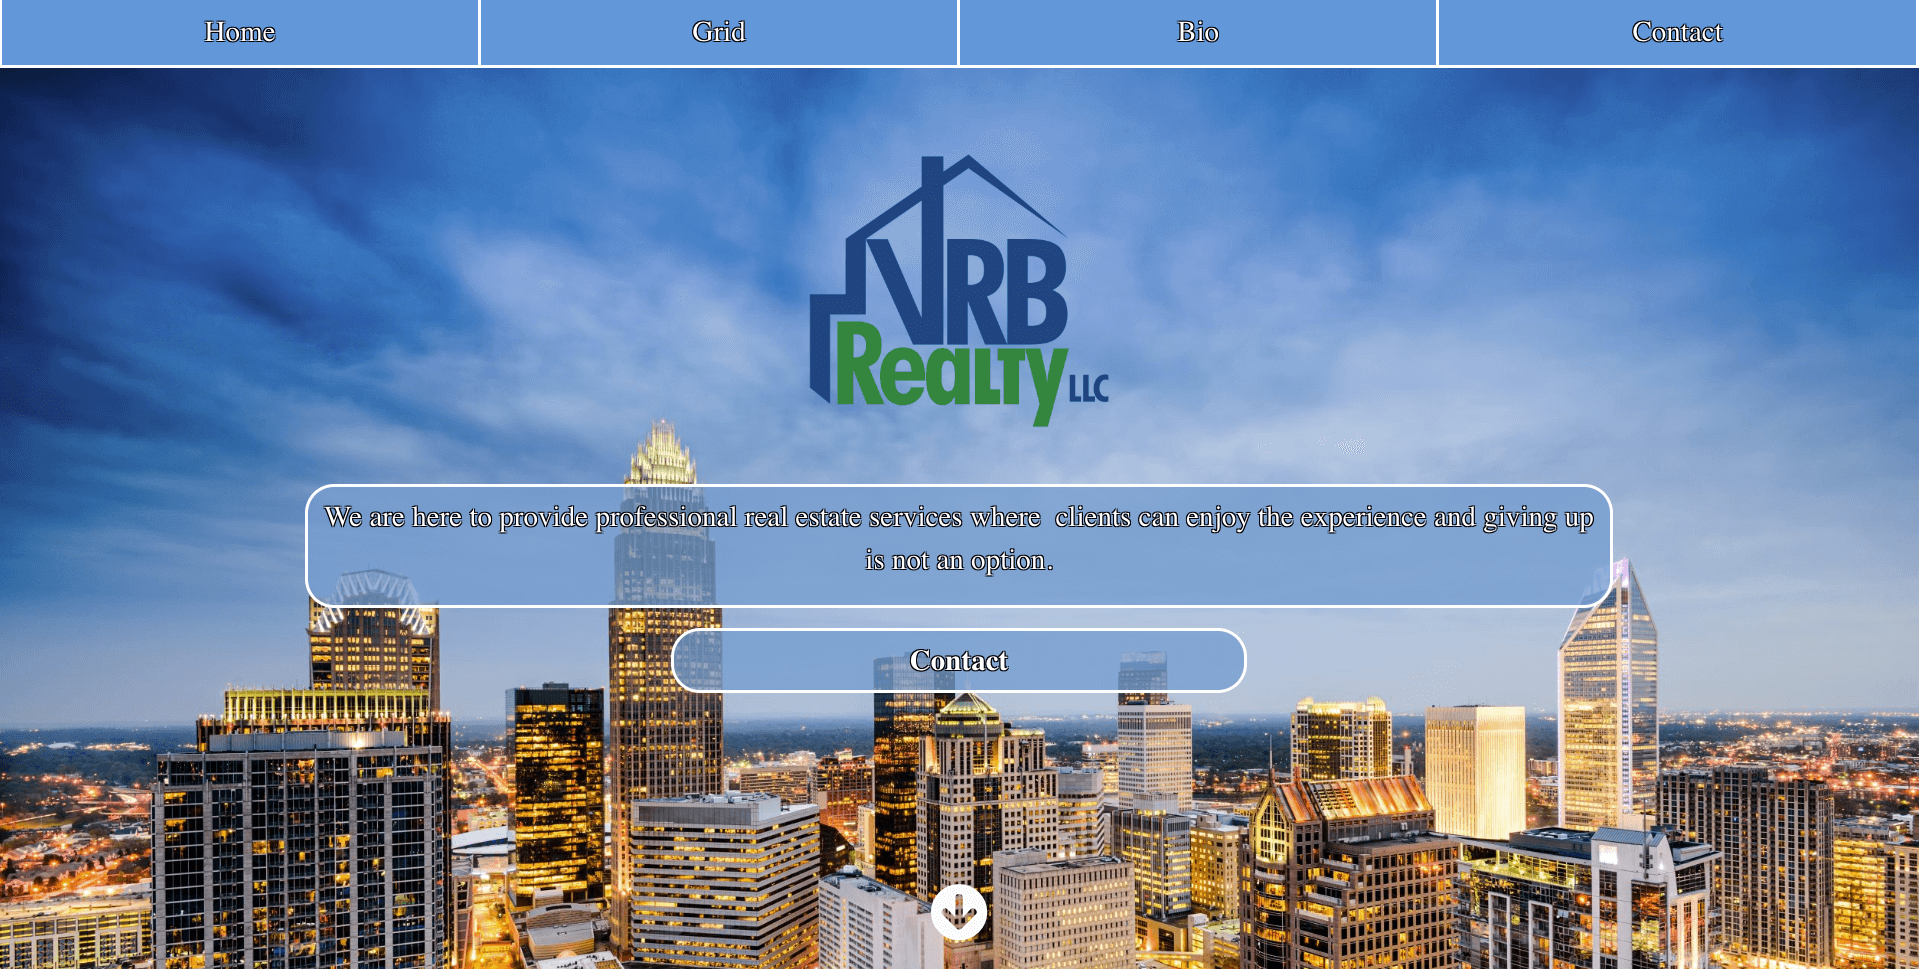 Home
Grid
Bio
Contact
VRB
Realty LLC
We are here to provide professional real estate services where  clients can enjoy the experience and giving up
is not an option.
Contact